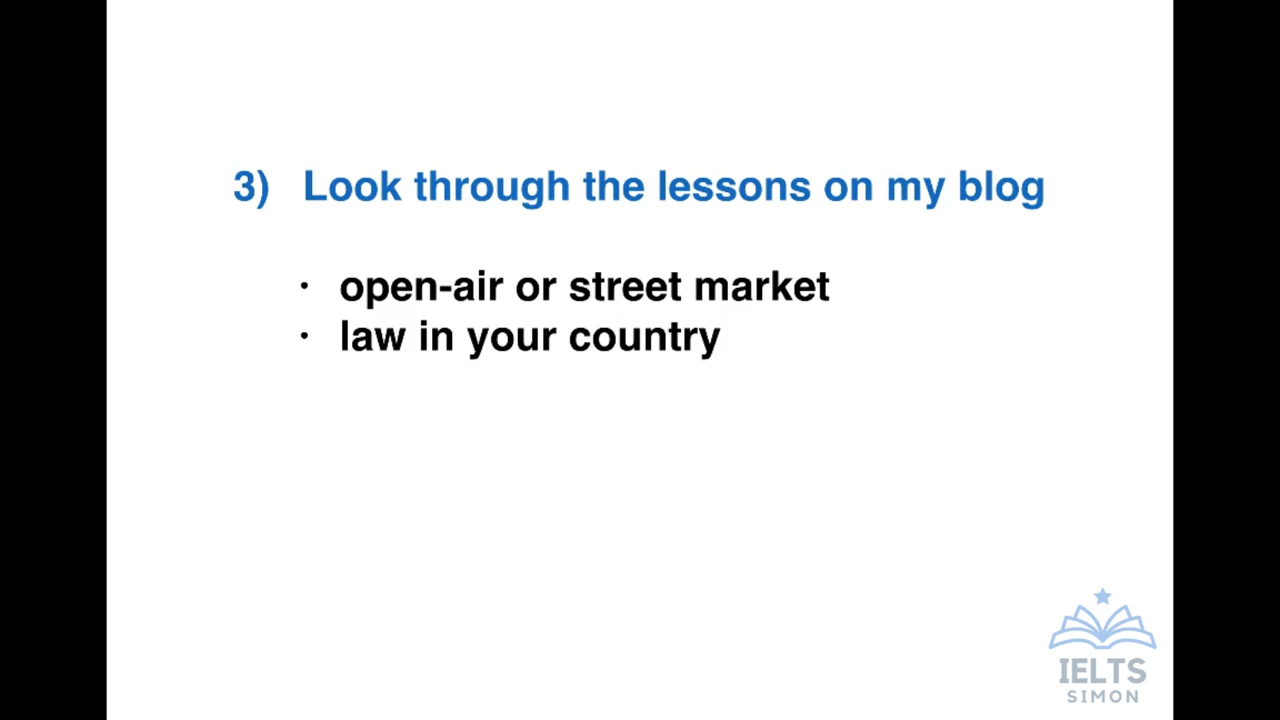 3) Look through the lessons on my blog
· open-air or street market
· law in your country
IELTS
SIMON